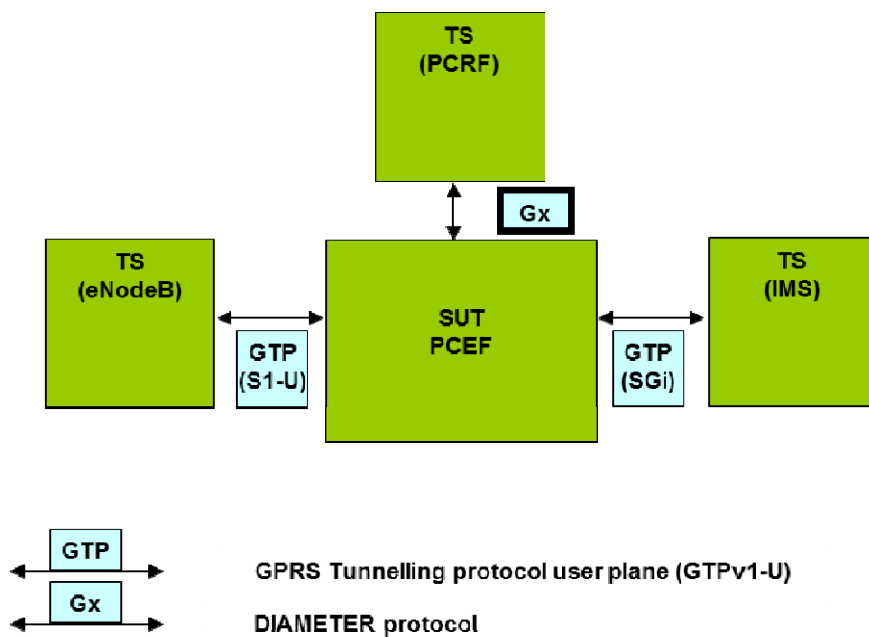 TS
(PCRF)
Gx
TS
(eNodeB)
GTP
(S1-U)
SUT
PCEF
GTP
(SGi)
TS
(IMS)
GTP
GPRS Tunnelling protocol user plane (GTPv1-U)
Gx
DIAMETER protocol